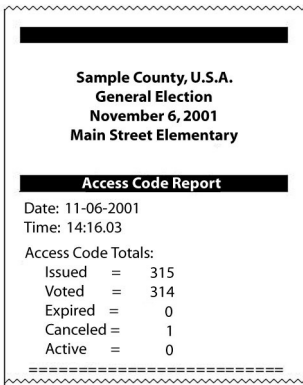 Sample County, U.S.A.
General Election
November 6, 2001
Main Street Elementary
Access Code Report
Date: 11-06-2001
Time: 14:16.03
Access Code Totals:
Issued = 315
Voted = 314
Expired = 0
Canceled = 1
Active = 0
==========================